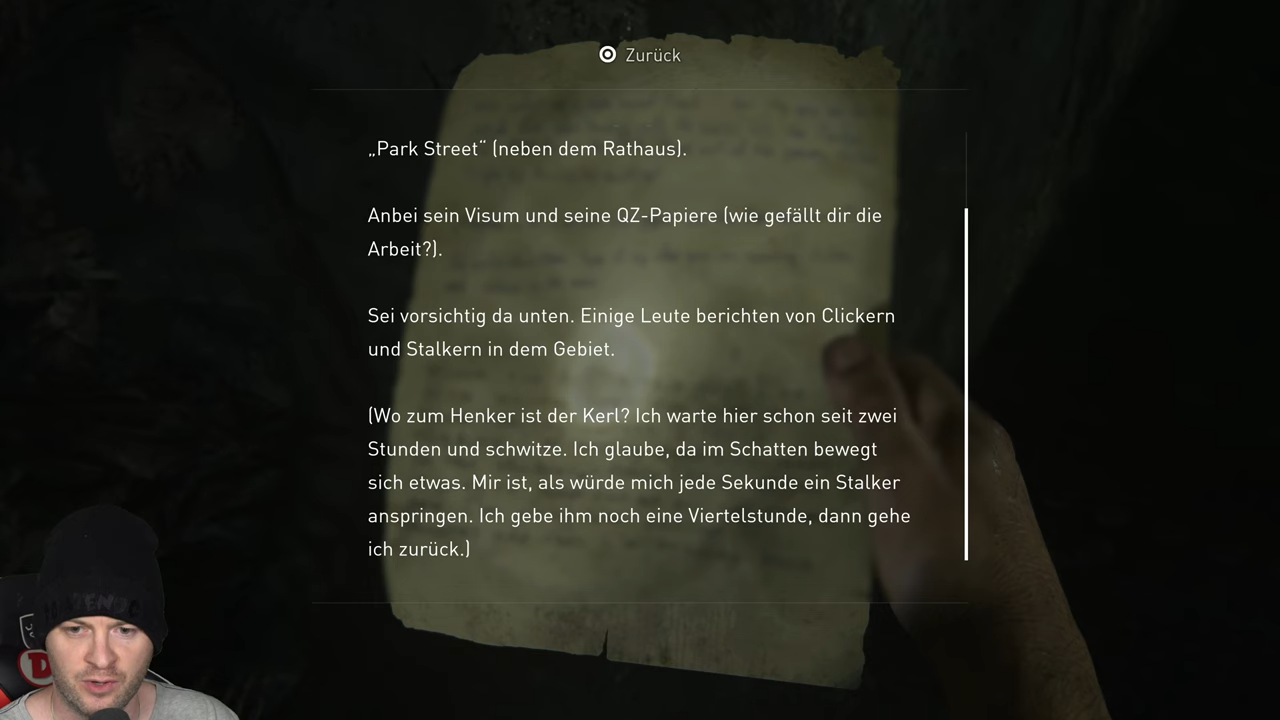 Zurück
„Park Street“ (neben dem Rathaus).
Anbei sein Visum und seine QZ-Papiere (wie gefällt dir die
Arbeit?).
Sei vorsichtig da unten. Einige Leute berichten von Clickern
und Stalkern in dem Gebiet.
(Wo zum Henker ist der Kerl? Ich warte hier schon seit zwei
Stunden und schwitze. Ich glaube, da im Schatten bewegt
sich etwas. Mir ist, als würde mich jede Sekunde ein Stalker
anspringen. Ich gebe ihm noch eine Viertelstunde, dann gehe
ich zurück.)